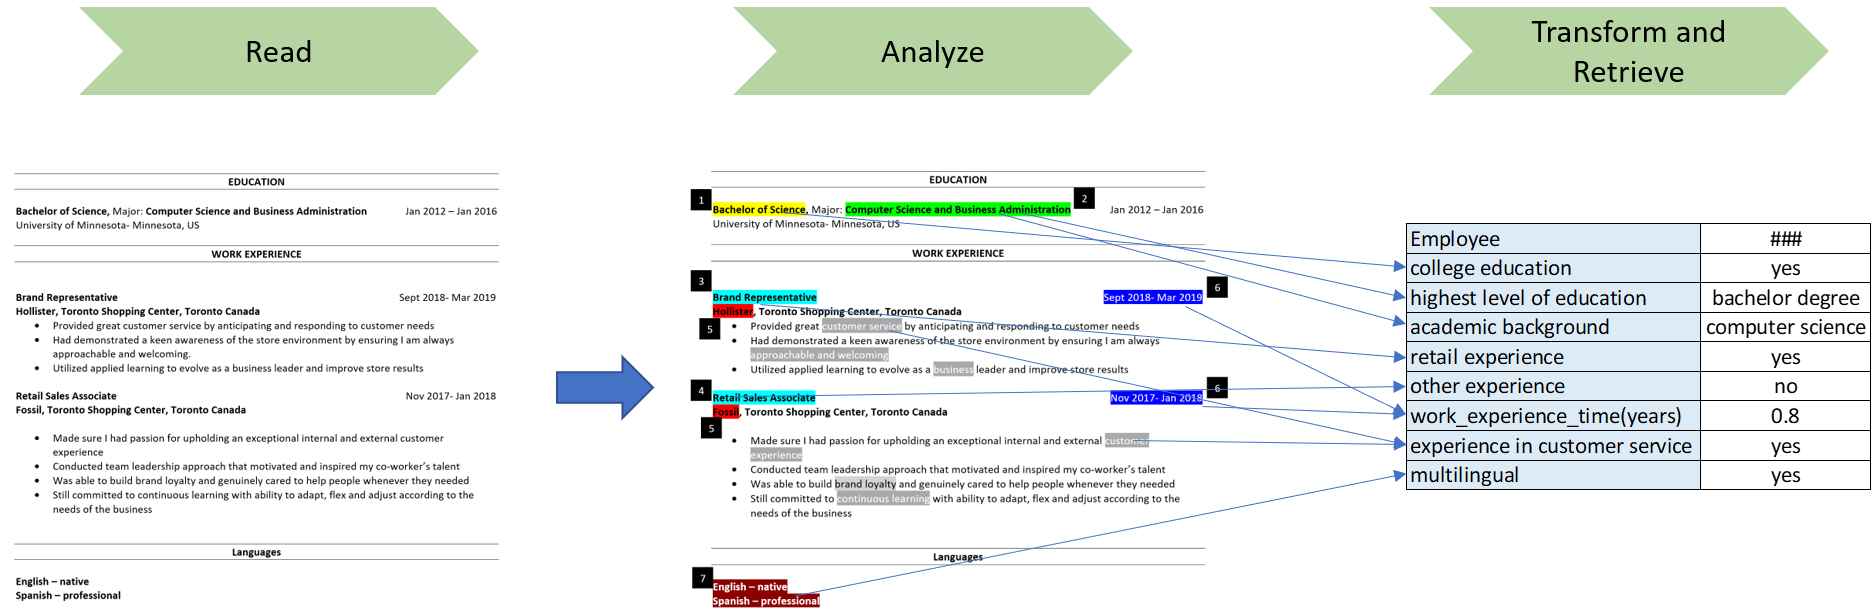 Read
Analyze
Transform and
Retrieve
EDUCATION
Bachelor of Science, Major: Computer Science and Business Administration Jan 2012 – Jan 2016
University of Minnesota- Minnesota, US
WORK EXPERIENCE
Brand Representative Sept 2018- Mar 2019
Hollister, Toronto Shopping Center, Toronto Canada
• Provided great customer service by anticipating and responding to customer needs
• Had demonstrated a keen awareness of the store environment by ensuring I am always
approachable and welcoming.
• Utilized applied learning to evolve as a business leader and improve store results
Retail Sales Associate Nov 2017- Jan 2018
Fossil, Toronto Shopping Center, Toronto Canada
• Made sure I had passion for upholding an exceptional internal and external customer
experience
• Conducted team leadership approach that motivated and inspired my co-worker's talent
• Was able to build brand loyalty and genuinely cared to help people whenever they needed
• Still committed to continuous learning with ability to adapt, flex and adjust according to the
needs of the business
Languages
English – native
Spanish – professional
EDUCATION
1
2
Bachelor of Science, Major: Computer Science and Business Administration Jan 2012 – Jan 2016
University of Minnesota- Minnesota, US
WORK EXPERIENCE
3
6
Brand Representative Sept 2018- Mar 2019
Hollister, Toronto Shopping Center, Toronto Canada
5
• Provided great customer service by anticipating and responding to customer needs
• Had demonstrated a keen awareness of the store environment by ensuring I am always
approachable and welcoming
• Utilized applied learning to evolve as a business leader and improve store results
4
6
Retail Sales Associate Nov 2017- Jan 2018
Fossil, Toronto Shopping Center, Toronto Canada
5
• Made sure I had passion for upholding an exceptional internal and external customer
experience
• Conducted team leadership approach that motivated and inspired my co-worker's talent
• Was able to build brand loyalty and genuinely cared to help people whenever they needed
• Still committed to continuous learning with ability to adapt, flex and adjust according to the
needs of the business
Languages
7
English – native
Spanish – professional
Employee ###
college education yes
highest level of education bachelor degree
academic background computer science
retail experience yes
other experience no
work_experience_time(years) 0.8
experience in customer service yes
multilingual yes